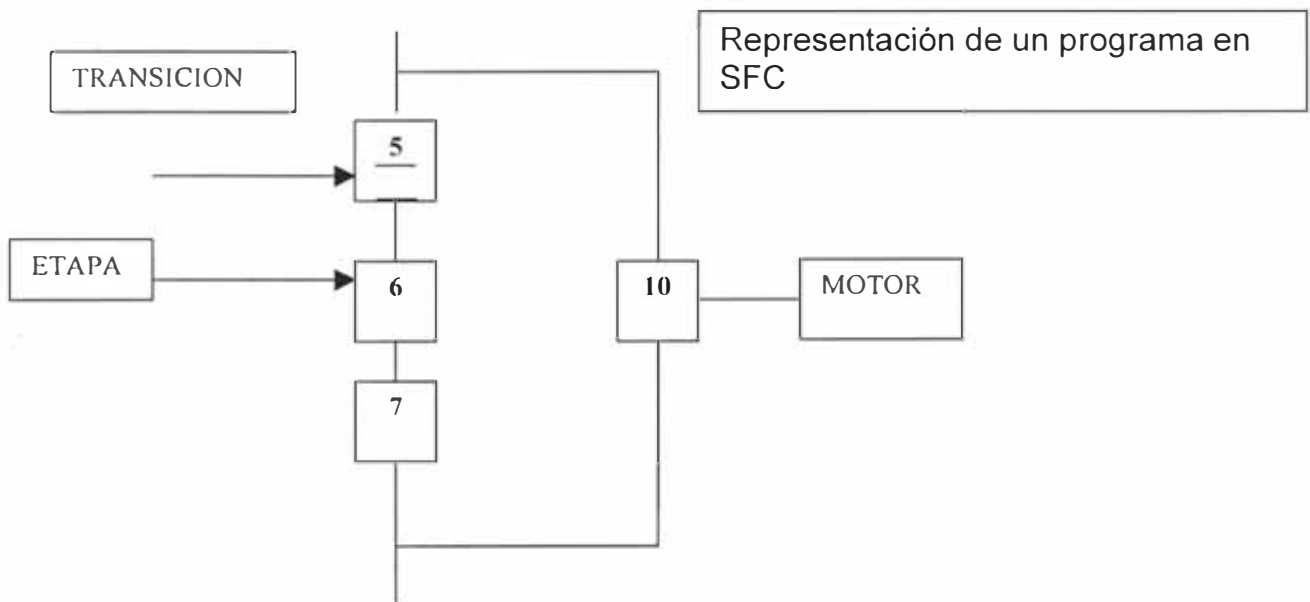 Representación de un programa en
SFC
TRANSICION
5
ETAPA
6
10
MOTOR
7